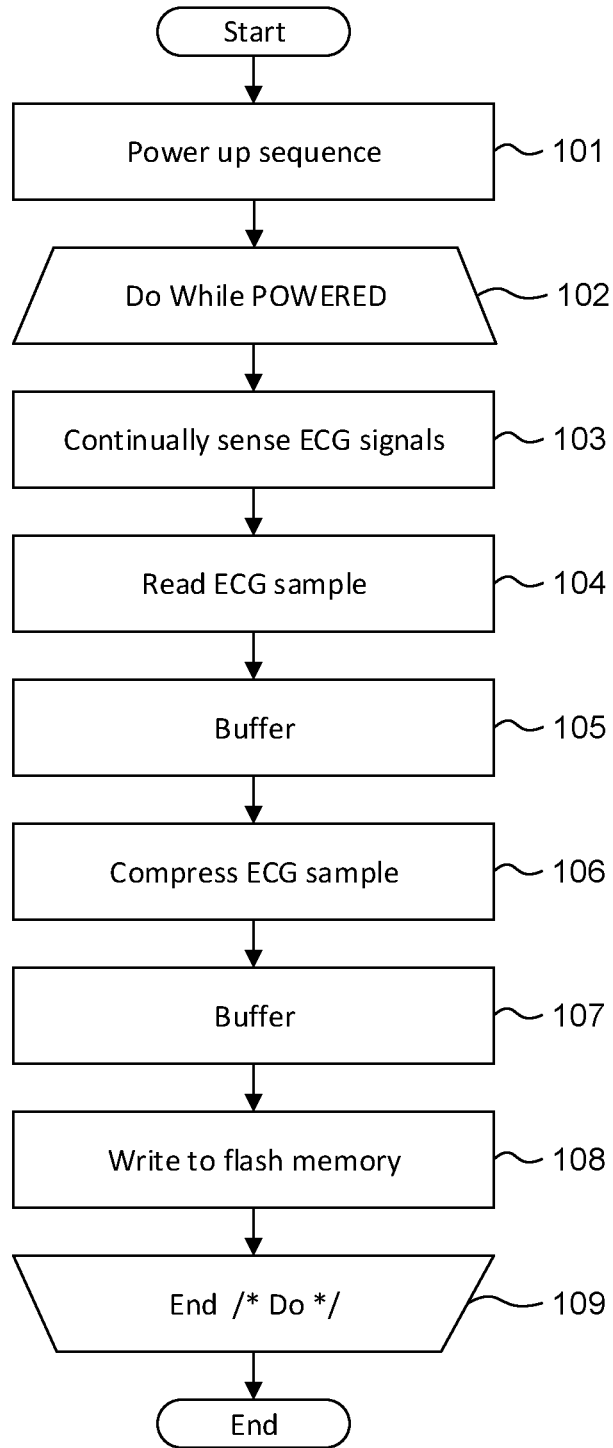 Start
Power up sequence 101
Do While POWERED 102
Continually sense ECG signals 103
Read ECG sample 104
Buffer 105
Compress ECG sample 106
Buffer 107
Write to flash memory 108
End /* Do */ 109
End